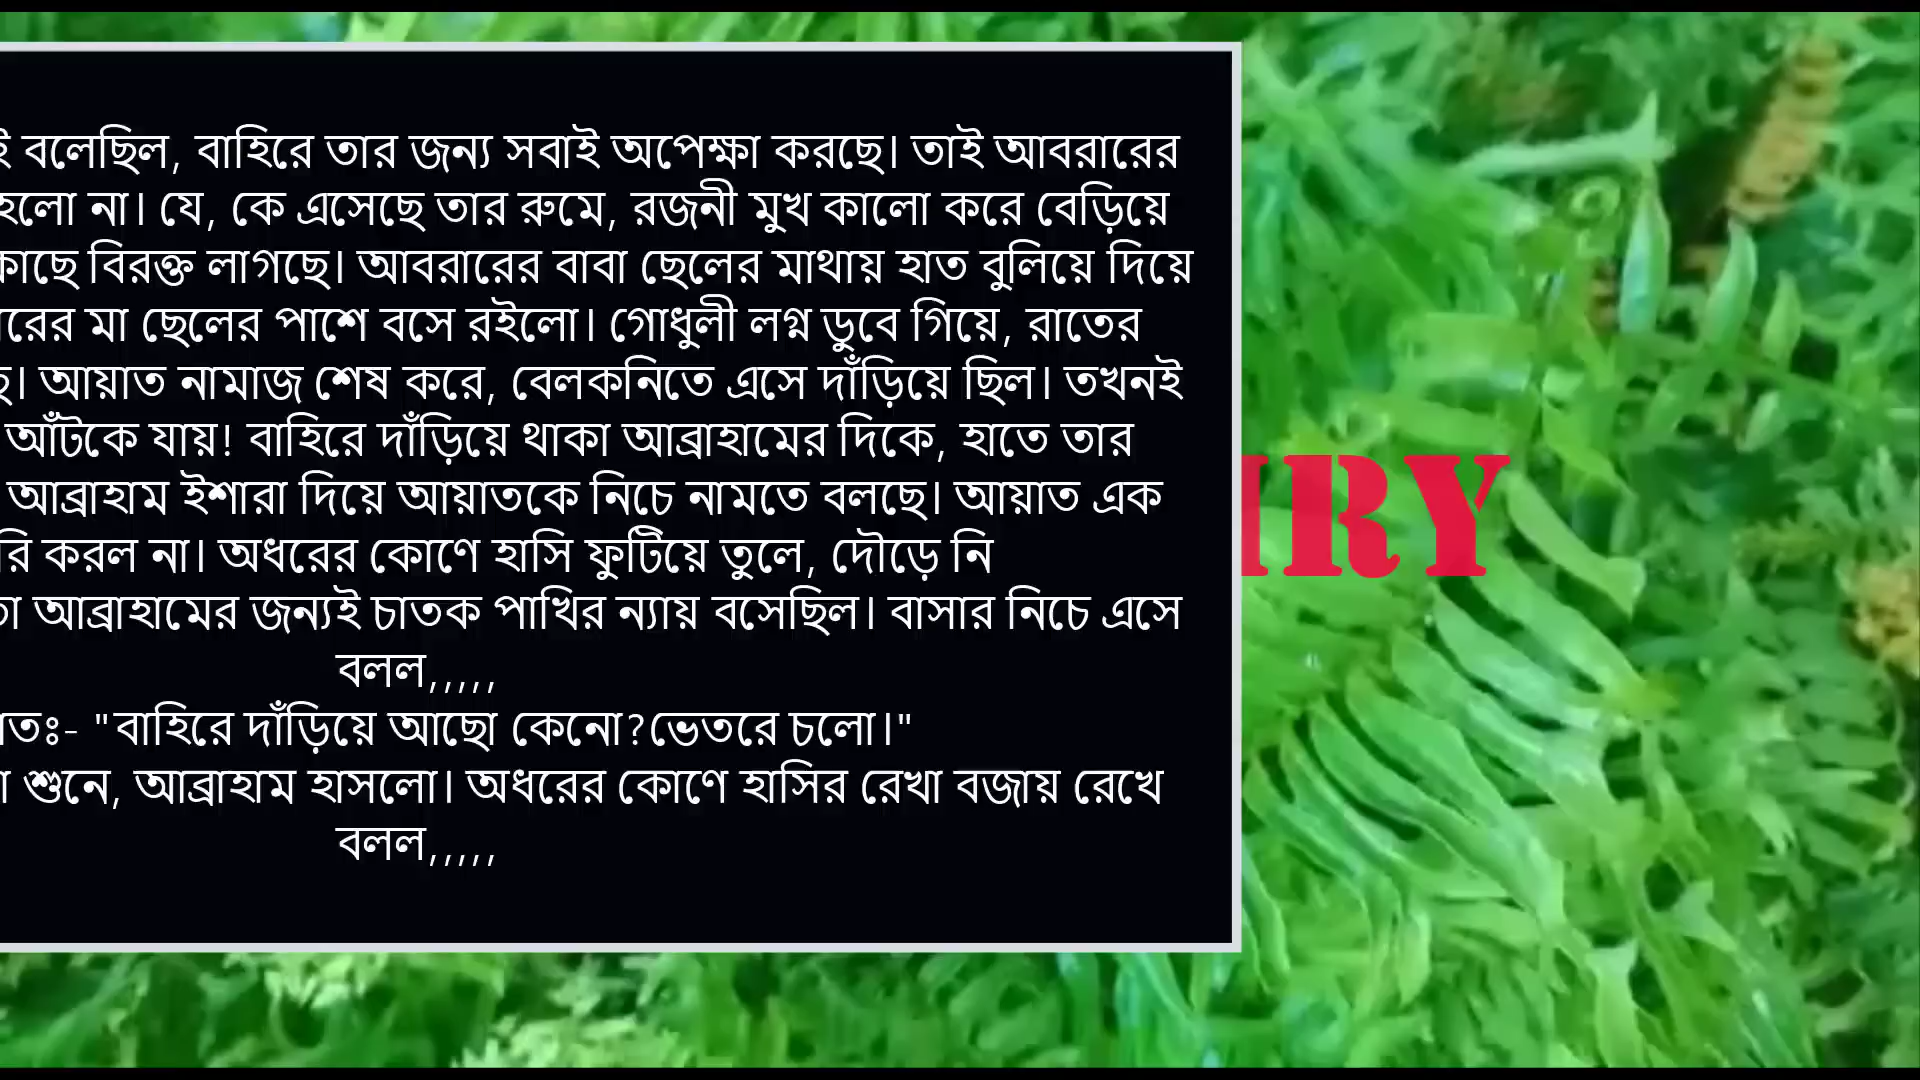 ই বলেছিল, বাহিরে তার জন্য সবাই অপেক্ষা করছে। তাই আবরারের
হলো না। যে, কে এসেছে তার রুমে, রজনী মুখ কালো করে বেড়িয়ে
কাছে বিরক্ত লাগছে। আবরারের বাবা ছেলের মাথায় হাত বুলিয়ে দিয়ে
রের মা ছেলের পাশে বসে রইলো। গোধুলী লগ্ন ডুবে গিয়ে, রাতের
ছে। আয়াত নামাজ শেষ করে, বেলকনিতে এসে দাঁড়িয়ে ছিল। তখনই
আঁটকে যায়! বাহিরে দাঁড়িয়ে থাকা আব্রাহামের দিকে, হাতে তার
আব্রাহাম ইশারা দিয়ে আয়াতকে নিচে নামতে বলছে। আয়াত এক
রি করল না। অধরের কোণে হাসি ফুটিয়ে তুলে, দৌড়ে নি
আব্রাহামের জন্যই চাতক পাখির ন্যায় বসেছিল। বাসার নিচে এসে
বলল,,,,,
তঃ- "বাহিরে দাঁড়িয়ে আছো কেনো?ভেতরে চলো।"
শুনে, আব্রাহাম হাসলো। অধরের কোণে হাসির রেখা বজায় রেখে
বলল,,,,,
RY